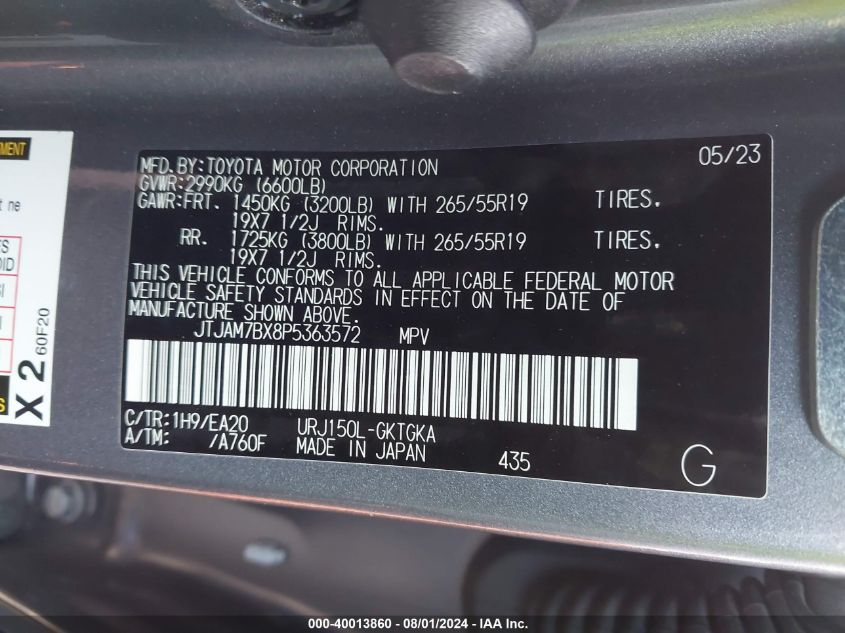 MFD.BY:TOYOTA MOTOR CORPORATION 05/23
GVWR:2990KG (6600LB)
GAWR:FRT. 1450KG (3200LB) WITH 265/55R19 TIRES.
19X7 1/2J RIMS.
RR. 1725KG (3800LB) WITH 265/55R19 TIRES.
19X7 1/2J RIMS.
THIS VEHICLE CONFORMS TO ALL APPLICABLE FEDERAL MOTOR
VEHICLE SAFETY STANDARDS IN EFFECT ON THE DATE OF
MANUFACTURE SHOWN ABOVE.
JTJAM7BX8P5363572 MPV
C/TR:1H9/EA20 URJ150L-GKTGKA
A/TM: /A760F MADE IN JAPAN 435 G
X 2 60F20
000-40013860 - 08/01/2024 - IAA Inc.